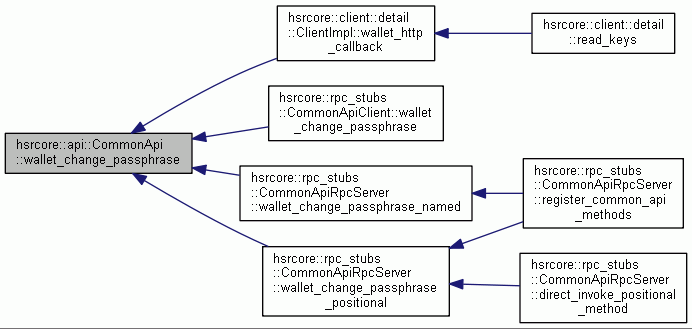 hsrcore::client::detail
::ClientImpl::wallet_http
_callback
hsrcore::client::detail
::read_keys
hsrcore::rpc_stubs
::CommonApiClient::wallet
_change_passphrase
hsrcore::api::CommonApi
::wallet_change_passphrase
hsrcore::rpc_stubs
::CommonApiRpcServer
::wallet_change_passphrase_named
hsrcore::rpc_stubs
::CommonApiRpcServer
::register_common_api
_methods
hsrcore::rpc_stubs
::CommonApiRpcServer
::wallet_change_passphrase
_positional
hsrcore::rpc_stubs
::CommonApiRpcServer
::direct_invoke_positional
_method